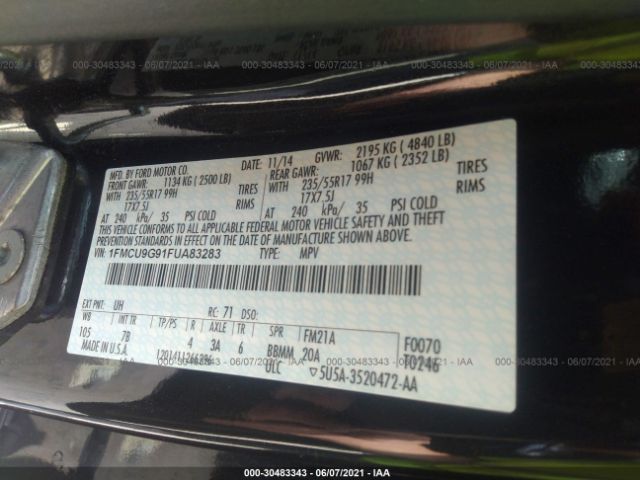 000-30483343 - 06/07/2021 - IAA
MFD. BY FORD MOTOR CO.
DATE: 11/14 GVWR: 2195 KG ( 4840 LB)
FRONT GAWR: 1134 KG ( 2500 LB) REAR GAWR: 1067 KG ( 2352 LB)
WITH 235/55R17 99H TIRES WITH 235/55R17 99H TIRES
17X7.5J RIMS 17X7.5J RIMS
AT 240 kPa/ 35 PSI COLD AT 240 kPa/ 35 PSI COLD
THIS VEHICLE CONFORMS TO ALL APPLICABLE FEDERAL MOTOR VEHICLE SAFETY AND THEFT
PREVENTION STANDARDS IN EFFECT ON THE DATE OF MANUFACTURE SHOWN ABOVE.
VIN: 1FMCU9G91FUA83283
TYPE: MPV
EXT PNT: UH RC: 71 DSO:
WB INT TR TP/PS R AXLE TR SPR FM21A F0070
105 7B 4 3A 6 BBMM 20A T0246
MADE IN U.S.A. ULC
▽5U5A-3520472-AA
000-30483343 - 06/07/2021 - IAA